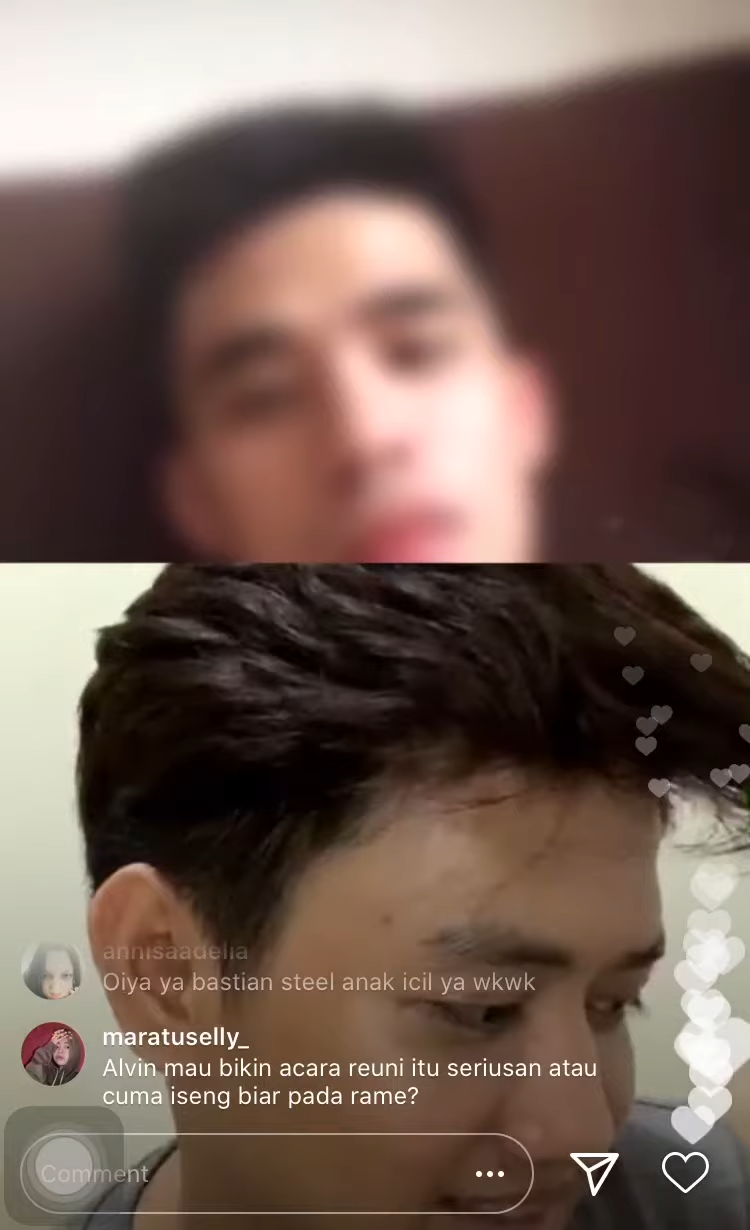 annisaadelia
Oiya ya bastian steel anak icil ya wkwk
maratuselly_
Alvin mau bikin acara reuni itu seriusan atau
cuma iseng biar pada rame?
Comment